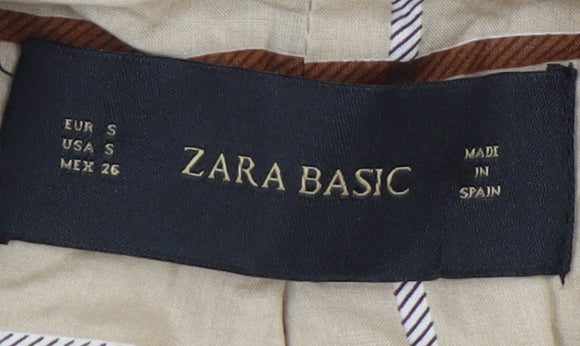 EUR S
USA S
MEX 26
ZARA BASIC
MADE
IN
SPAIN